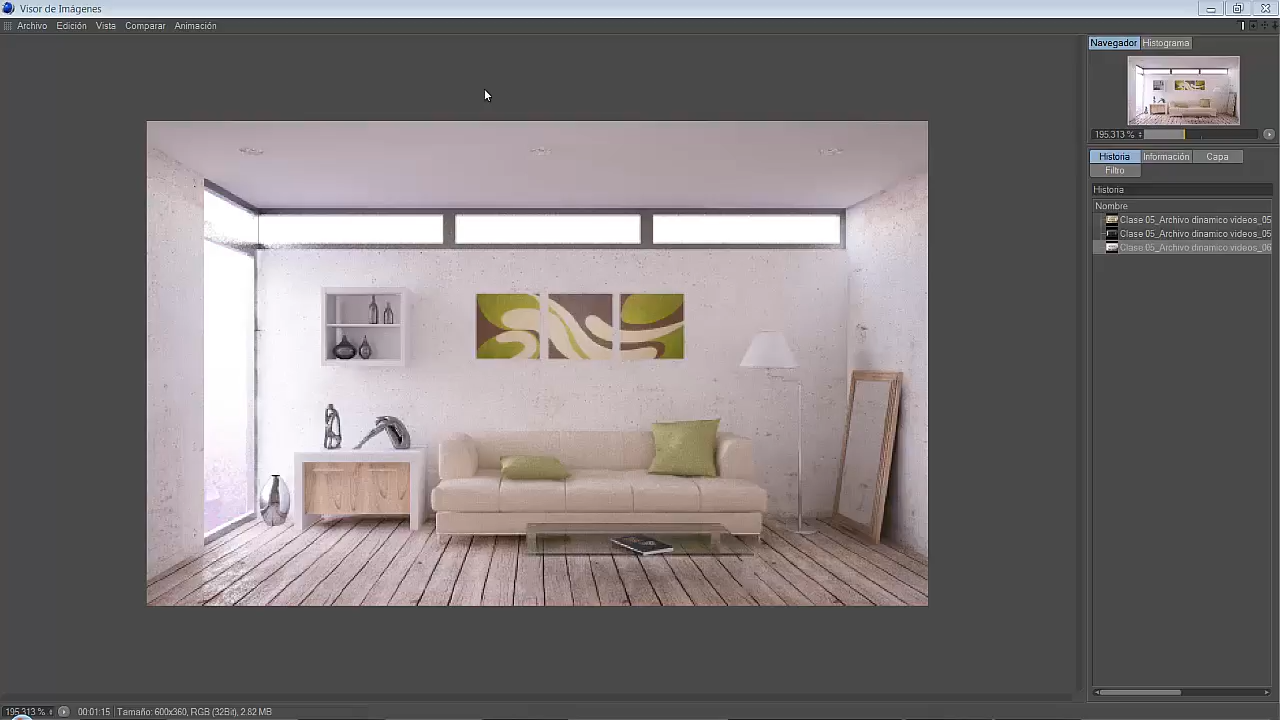 Visor de Imágenes
Archivo Edición Vista Comparar Animación
Navegador Histograma
195.313 %
Historia Información Capa
Filtro
Historia
Nombre
Clase 05_Archivo dinamico videos_05
Clase 05_Archivo dinamico videos_05
Clase 05_Archivo dinamico videos_06
195.313 % 00:01:15 Tamaño: 600x360, RGB (32Bit), 2.82 MB